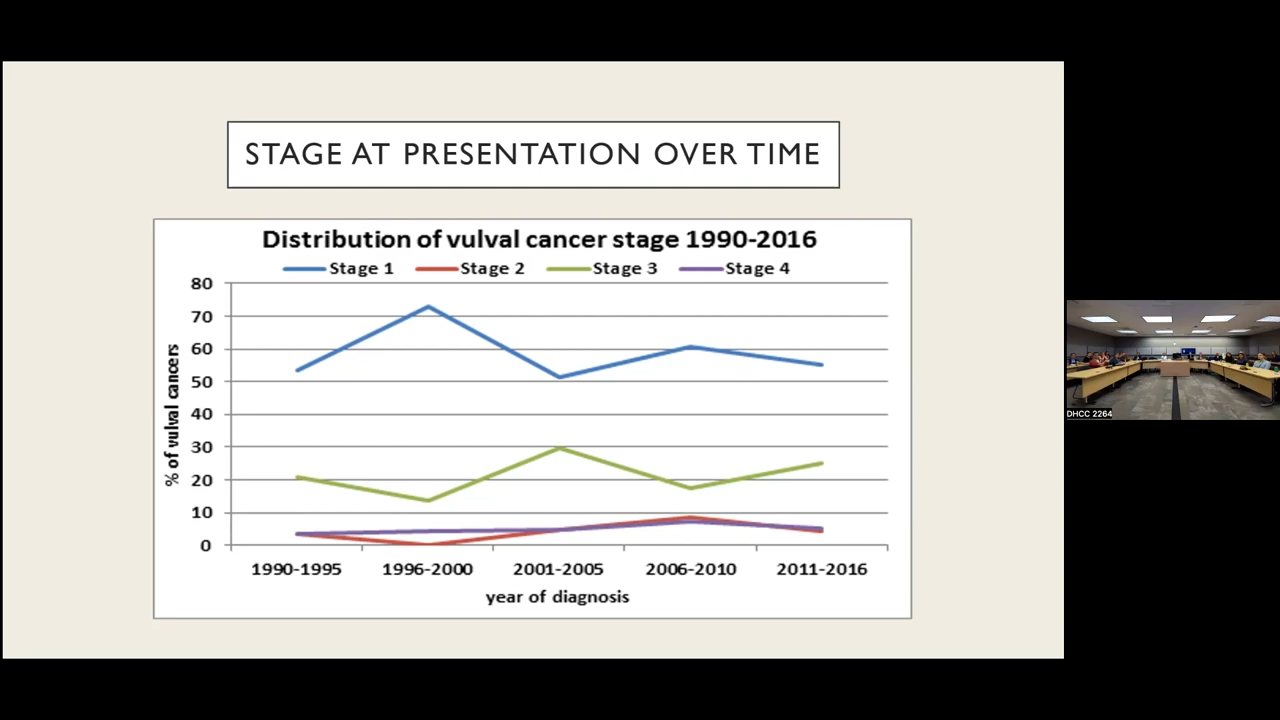 STAGE AT PRESENTATION OVER TIME
Distribution of vulval cancer stage 1990-2016
Stage 1 Stage 2 Stage 3 Stage 4
80
70
60
50
40
30
20
10
0
% of vulval cancers
1990-1995 1996-2000 2001-2005 2006-2010 2011-2016
year of diagnosis
DHCC 2264